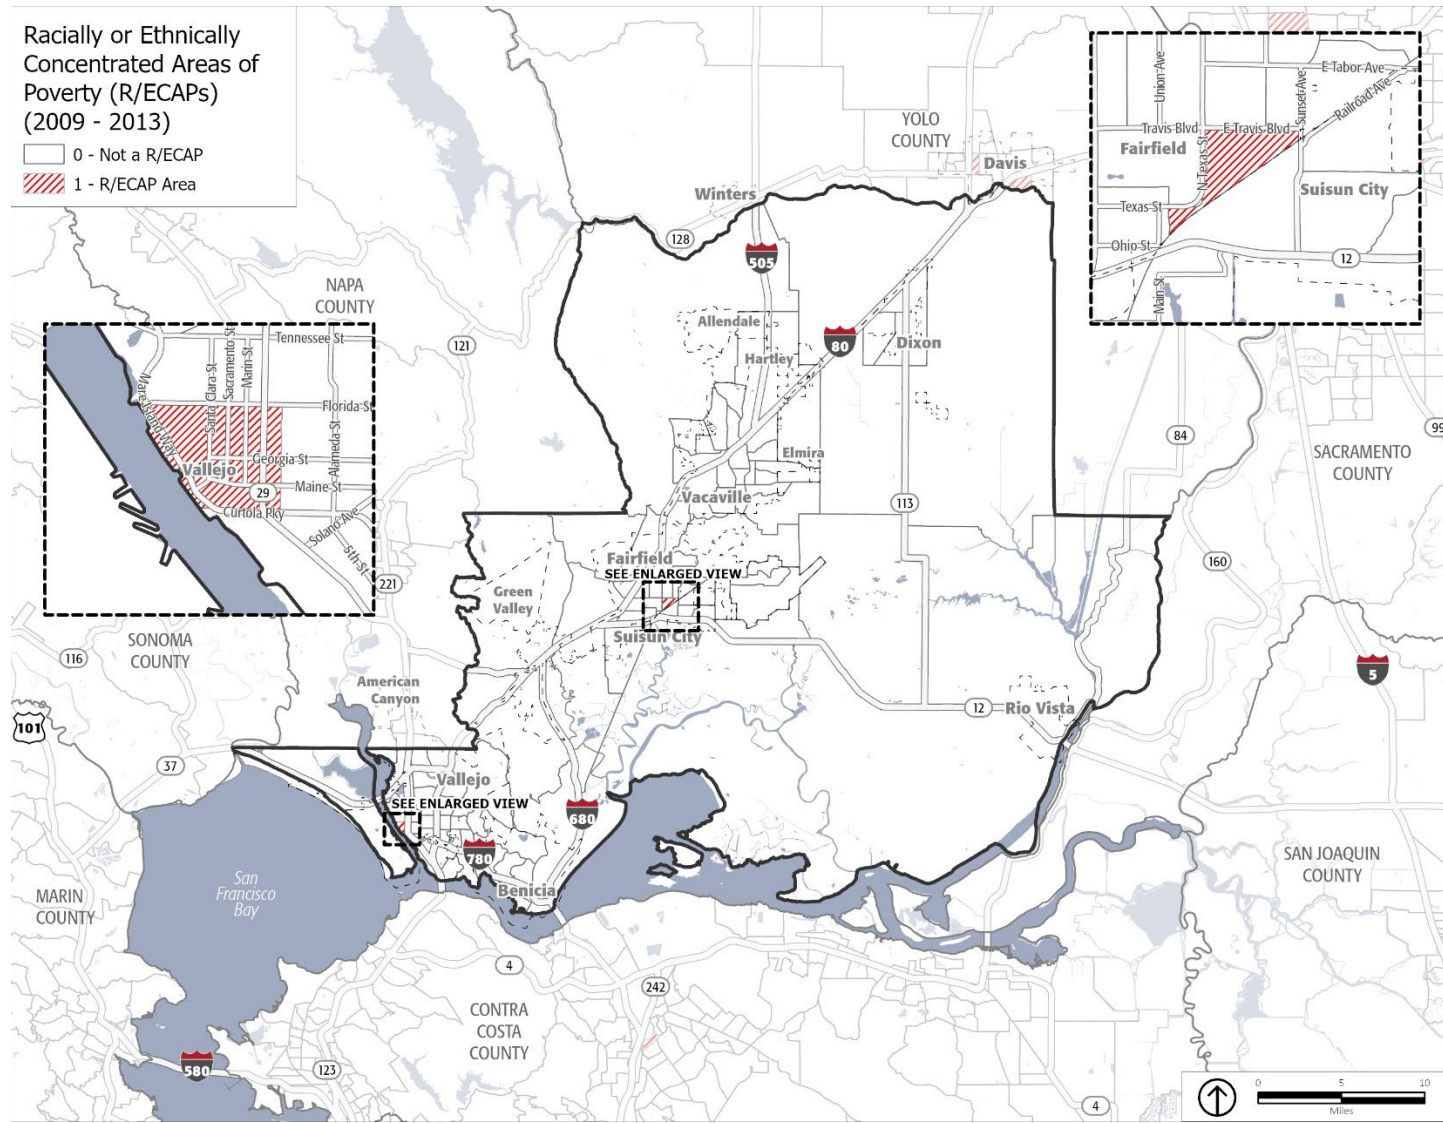 Racially or Ethnically
Concentrated Areas of
Poverty (R/ECAPs)
(2009 - 2013)
0 - Not a R/ECAP
1 - R/ECAP Area
YOLO
COUNTY
Davis
Winters
128
505
NAPA
COUNTY
121
Allendale
Hartley
80
Dixon
Elmira
Vacaville
113
84
SACRAMENTO
COUNTY
99
160
5
E Tabor Ave
Union Ave
Sunset Ave
Railroad Ave
Travis Blvd
E Travis Blvd
Fairfield
N Texas St
Suisun City
Texas St
Ohio St
12
Main St
Tennessee St
Sacramento St
Santa Clara St
Marin St
Mare Island Way
Florida St
Alameda St
Georgia St
Vallejo
Maine St
29
Curtola Pky
Solano Ave
5th St
221
Fairfield
SEE ENLARGED VIEW
Green
Valley
Suisun City
SONOMA
COUNTY
116
American
Canyon
12
Rio Vista
101
37
Vallejo
SEE ENLARGED VIEW
680
780
Benicia
San
Francisco
Bay
MARIN
COUNTY
SAN JOAQUIN
COUNTY
4
242
CONTRA
COSTA
COUNTY
580
123
4
0 5 10
Miles